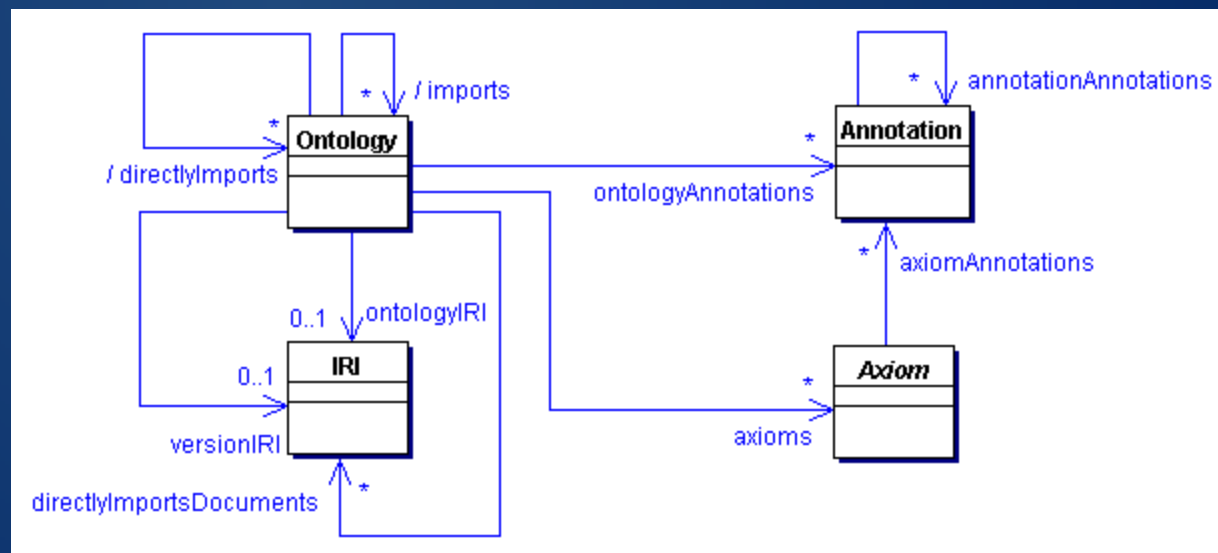 * / imports
* annotationAnnotations
* Ontology
* Annotation
/ directlyImports
ontologyAnnotations
* axiomAnnotations
0..1 ontologyIRI
IRI
Axiom
0..1
*
versionIRI
axioms
directlyImportsDocuments *